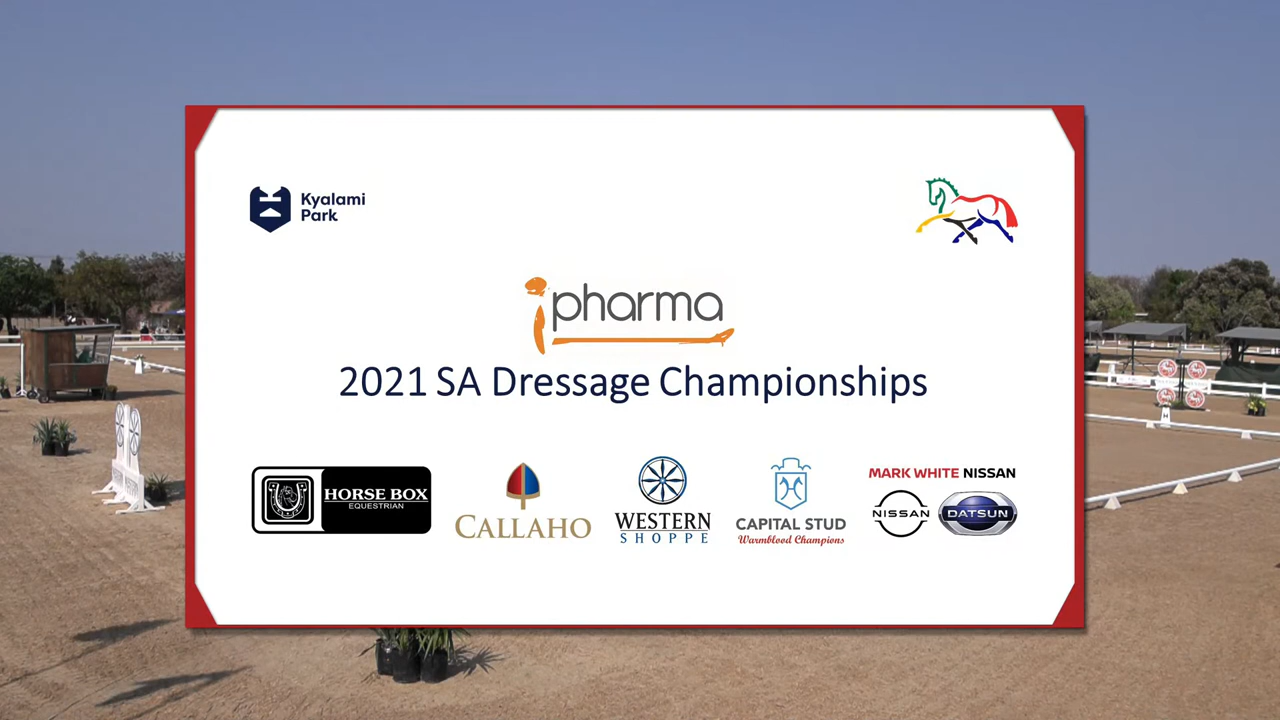 Kyalami
Park
ipharma
2021 SA Dressage Championships
HORSE BOX
EQUESTRIAN
CALLAHO
WESTERN
SHOPPE
CAPITAL STUD
Warmblood Champions
MARK WHITE NISSAN
NISSAN
DATSUN